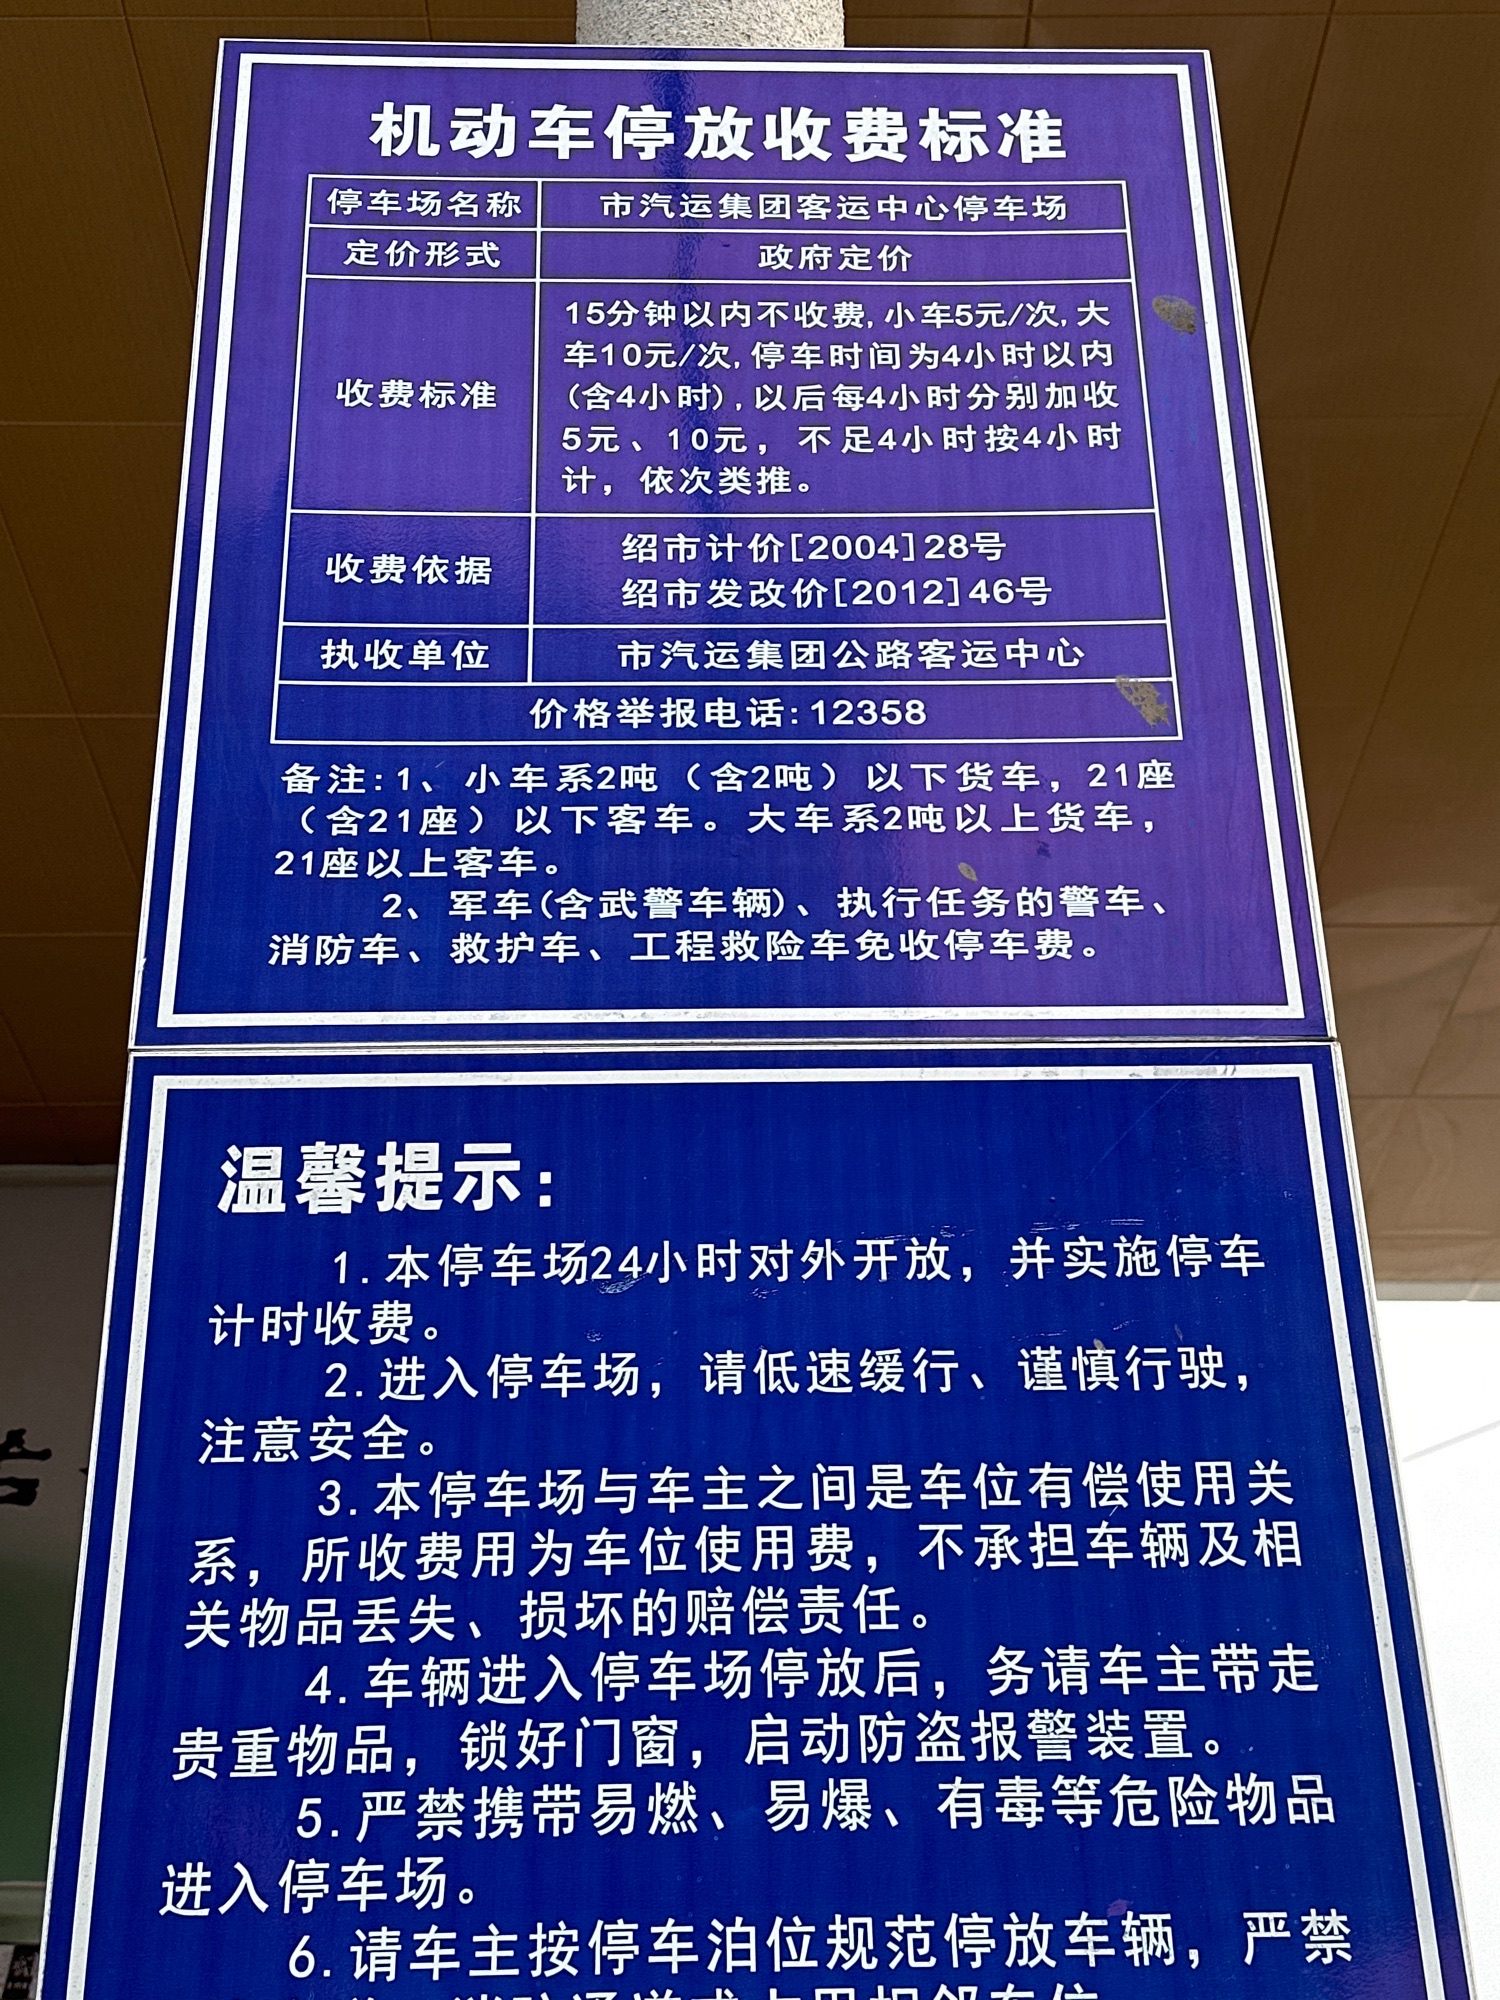 机动车停放收费标准
停车场名称 市汽运集团客运中心停车场
定价形式 政府定价
收费标准
15分钟以内不收费,小车5元/次,大
车10元/次,停车时间为4小时以内
(含4小时),以后每4小时分别加收
5元、10元，不足4小时按4小时
计，依次类推。
收费依据
绍市计价[2004]28号
绍市发改价[2012]46号
执收单位 市汽运集团公路客运中心
价格举报电话:12358
备注:1、小车系2吨（含2吨）以下货车，21座
（含21座）以下客车。大车系2吨以上货车，
21座以上客车。
2、军车(含武警车辆)、执行任务的警车、
消防车、救护车、工程救险车免收停车费。
温馨提示:
1.本停车场24小时对外开放，并实施停车
计时收费。
2.进入停车场，请低速缓行、谨慎行驶，
注意安全。
3.本停车场与车主之间是车位有偿使用关
系，所收费用为车位使用费，不承担车辆及相
关物品丢失、损坏的赔偿责任。
4.车辆进入停车场停放后，务请车主带走
贵重物品，锁好门窗，启动防盗报警装置。
5.严禁携带易燃、易爆、有毒等危险物品
进入停车场。
6.请车主按停车泊位规范停放车辆，严禁